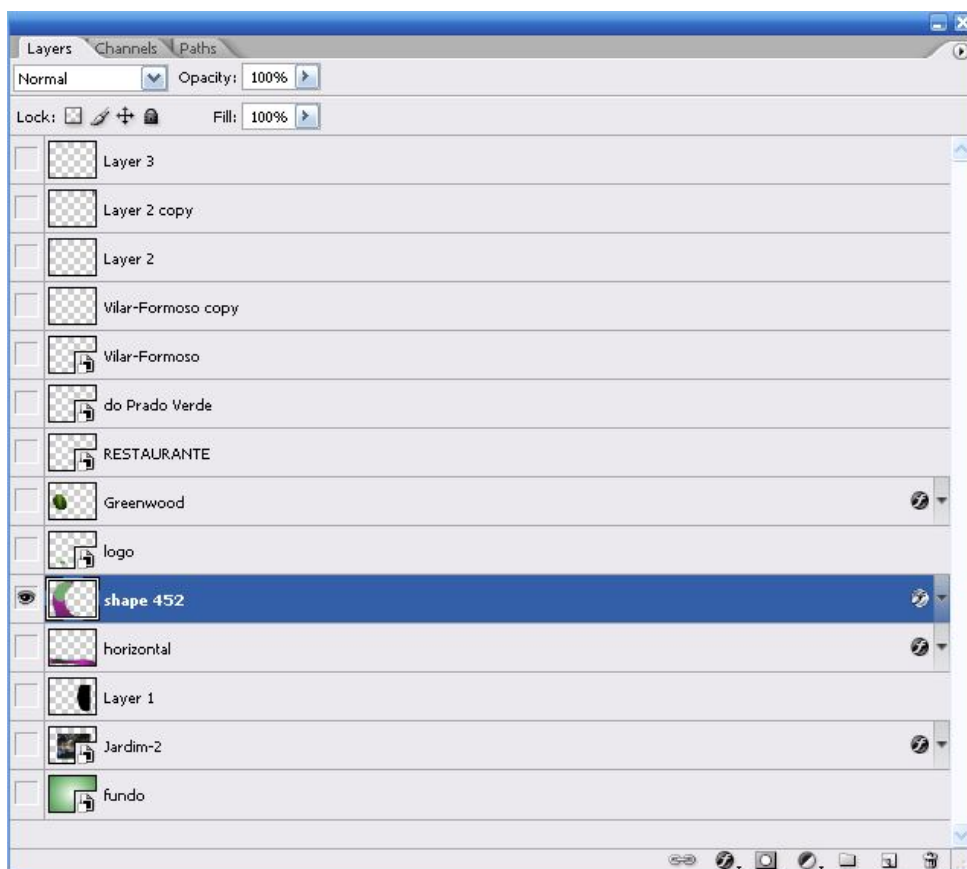 Layers Channels Paths
Normal Opacity: 100%
Lock: Fill: 100%
Layer 3
Layer 2 copy
Layer 2
Vilar-Formoso copy
Vilar-Formoso
do Prado Verde
RESTAURANTE
Greenwood
logo
shape 452
horizontal
Layer 1
Jardim-2
fundo